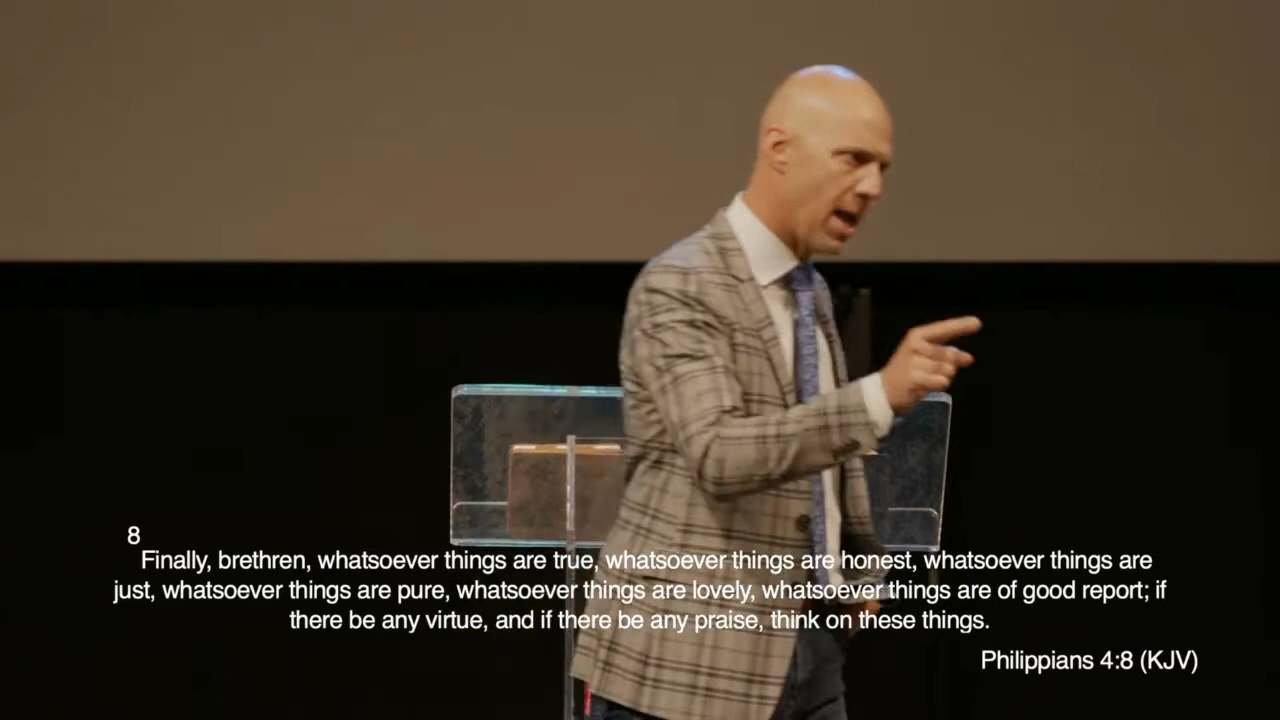 8
Finally, brethren, whatsoever things are true, whatsoever things are honest, whatsoever things are
just, whatsoever things are pure, whatsoever things are lovely, whatsoever things are of good report; if
there be any virtue, and if there be any praise, think on these things.
Philippians 4:8 (KJV)